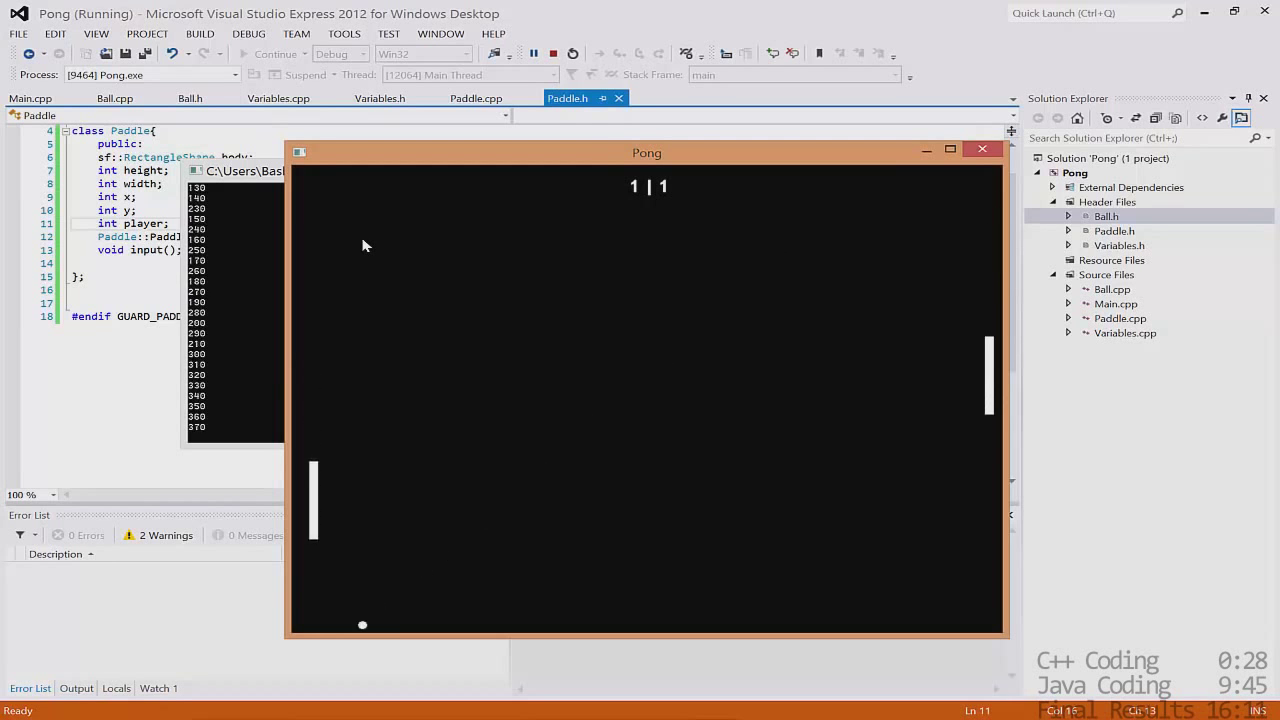 Pong (Running) - Microsoft Visual Studio Express 2012 for Windows Desktop
Quick Launch (Ctrl+Q)
FILE EDIT VIEW PROJECT BUILD DEBUG TEAM TOOLS TEST WINDOW HELP
Continue Debug Win32
Process: [9464] Pong.exe Suspend Thread: [12064] Main Thread Stack Frame: main
Main.cpp Ball.cpp Ball.h Variables.cpp Variables.h Paddle.cpp Paddle.h
Paddle
4 class Paddle{
5 public:
6 sf::RectangleShape body;
7 int height;
8 int width;
9 int x;
10 int y;
11 int player;
12 Paddle::Paddl
13 void input();
14
15 };
16
17
18 #endif GUARD_PADD
100 %
C:\Users\Bas
130
140
230
150
240
160
250
170
260
180
270
190
280
200
290
210
300
310
320
330
340
350
360
370
Pong
1 | 1
Solution Explorer
Search Solution Explorer (Ctrl+;)
Solution 'Pong' (1 project)
Pong
External Dependencies
Header Files
Ball.h
Paddle.h
Variables.h
Resource Files
Source Files
Ball.cpp
Main.cpp
Paddle.cpp
Variables.cpp
Error List
0 Errors 2 Warnings 0 Messages
Description
Error List Output Locals Watch 1
C++ Coding 0:28
Java Coding 9:45
Final Results 16:11
Ready Ln 11 Col 16 Ch 13 INS